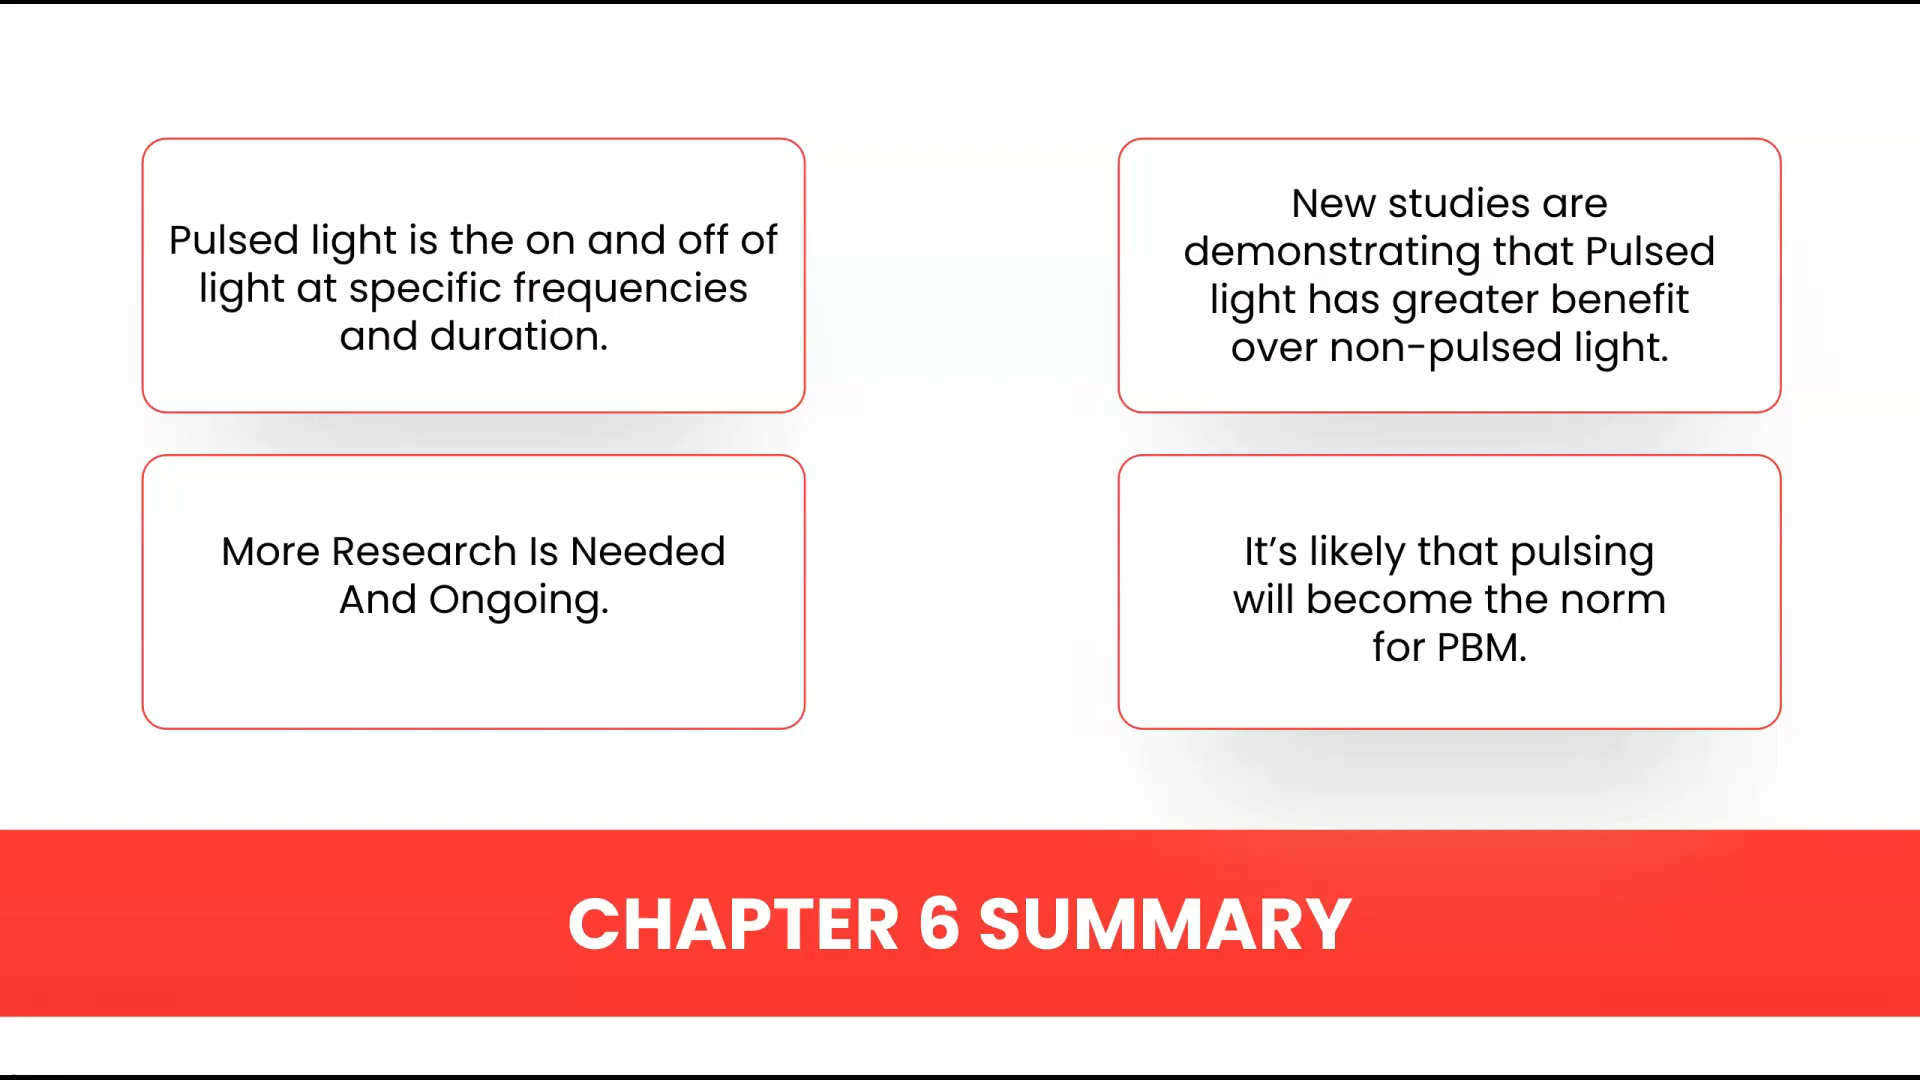 Pulsed light is the on and off of
light at specific frequencies
and duration.
New studies are
demonstrating that Pulsed
light has greater benefit
over non-pulsed light.
More Research Is Needed
And Ongoing.
It’s likely that pulsing
will become the norm
for PBM.
CHAPTER 6 SUMMARY